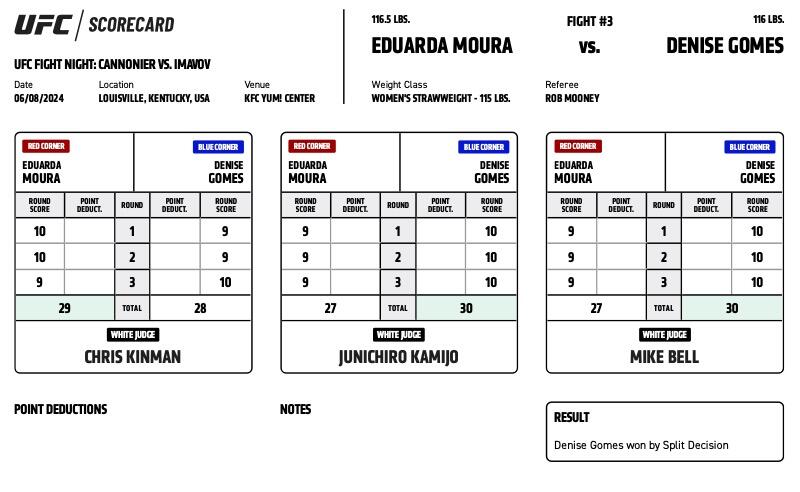 UFC / SCORECARD
UFC FIGHT NIGHT: CANNONIER VS. IMAVOV
Date Location Venue
06/08/2024 LOUISVILLE, KENTUCKY, USA KFC YUM! CENTER
116.5 LBS. FIGHT #3 116 LBS.
EDUARDA MOURA VS. DENISE GOMES
Weight Class Referee
WOMEN'S STRAWWEIGHT - 115 LBS. ROB MOONEY
RED CORNER BLUE CORNER
EDUARDA DENISE
MOURA GOMES
ROUND POINT ROUND POINT ROUND
SCORE DEDUCT. DEDUCT. SCORE
10 1 9
10 2 9
9 3 10
29 TOTAL 28
WHITE JUDGE
CHRIS KINMAN
RED CORNER BLUE CORNER
EDUARDA DENISE
MOURA GOMES
ROUND POINT ROUND POINT ROUND
SCORE DEDUCT. DEDUCT. SCORE
9 1 10
9 2 10
9 3 10
27 TOTAL 30
WHITE JUDGE
JUNICHIRO KAMIJO
RED CORNER BLUE CORNER
EDUARDA DENISE
MOURA GOMES
ROUND POINT ROUND POINT ROUND
SCORE DEDUCT. DEDUCT. SCORE
9 1 10
9 2 10
9 3 10
27 TOTAL 30
WHITE JUDGE
MIKE BELL
POINT DEDUCTIONS
NOTES
RESULT
Denise Gomes won by Split Decision